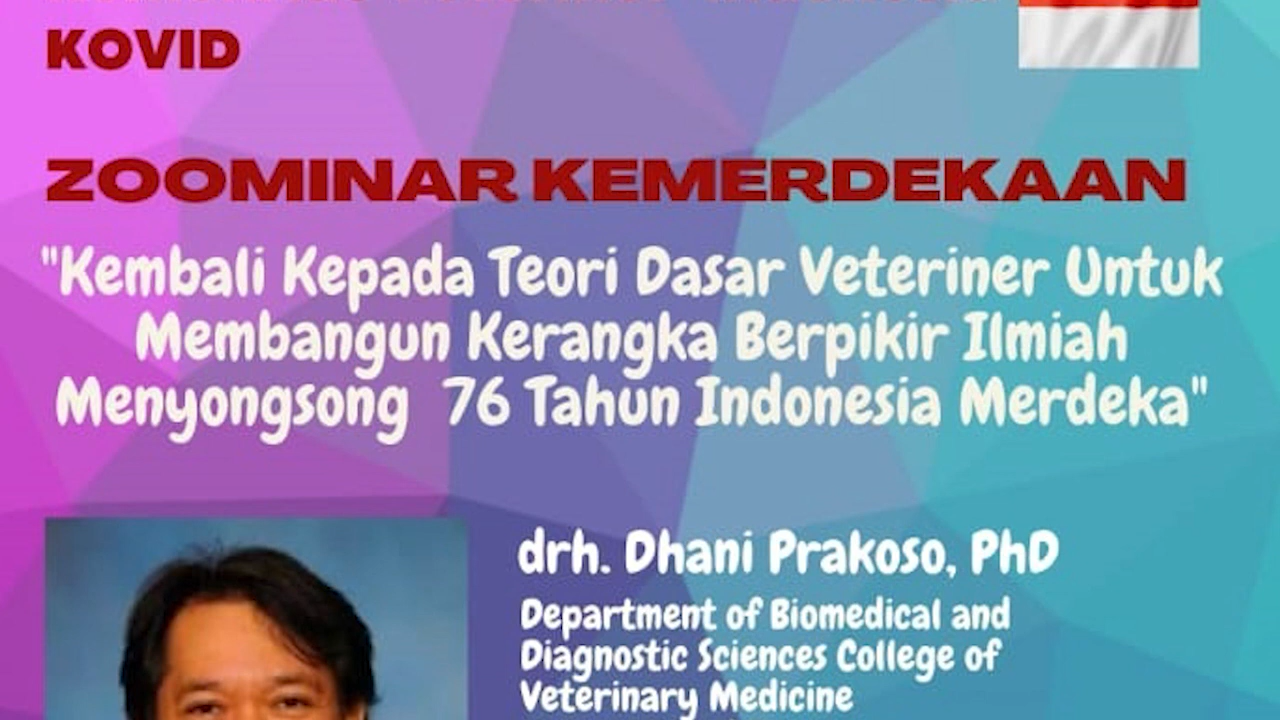 KOVID
ZOOMINAR KEMERDEKAAN
"Kembali Kepada Teori Dasar Veteriner Untuk
Membangun Kerangka Berpikir Ilmiah
Menyongsong 76 Tahun Indonesia Merdeka"
drh. Dhani Prakoso, PhD
Department of Biomedical and
Diagnostic Sciences College of
Veterinary Medicine